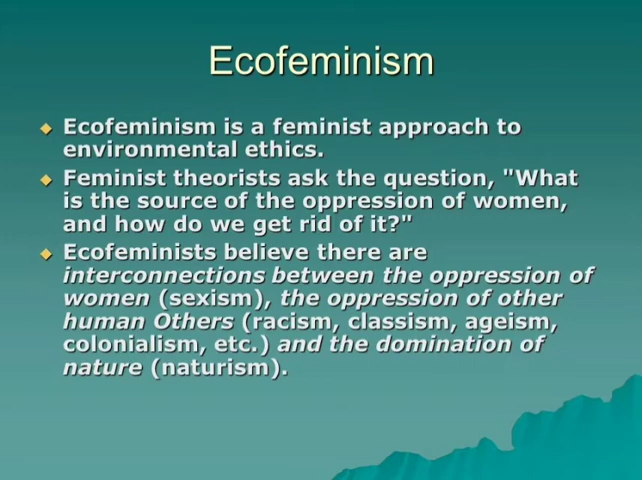 Ecofeminism
Ecofeminism is a feminist approach to
environmental ethics.
Feminist theorists ask the question, "What
is the source of the oppression of women,
and how do we get rid of it?"
Ecofeminists believe there are
interconnections between the oppression of
women (sexism), the oppression of other
human Others (racism, classism, ageism,
colonialism, etc.) and the domination of
nature (naturism).